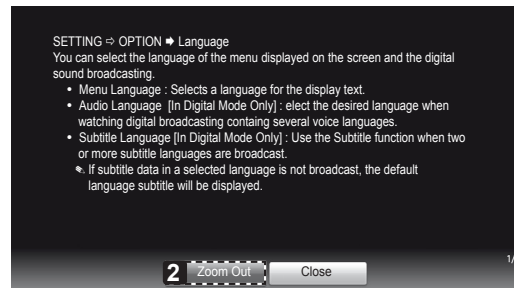 SETTING ⇨ OPTION ➡ Language
You can select the language of the menu displayed on the screen and the digital
sound broadcasting.
• Menu Language : Selects a language for the display text.
• Audio Language [In Digital Mode Only] : elect the desired language when
watching digital broadcasting containg several voice languages.
• Subtitle Language [In Digital Mode Only] : Use the Subtitle function when two
or more subtitle languages are broadcast.
✎ If subtitle data in a selected language is not broadcast, the default
language subtitle will be displayed.
1/
2 Zoom Out Close